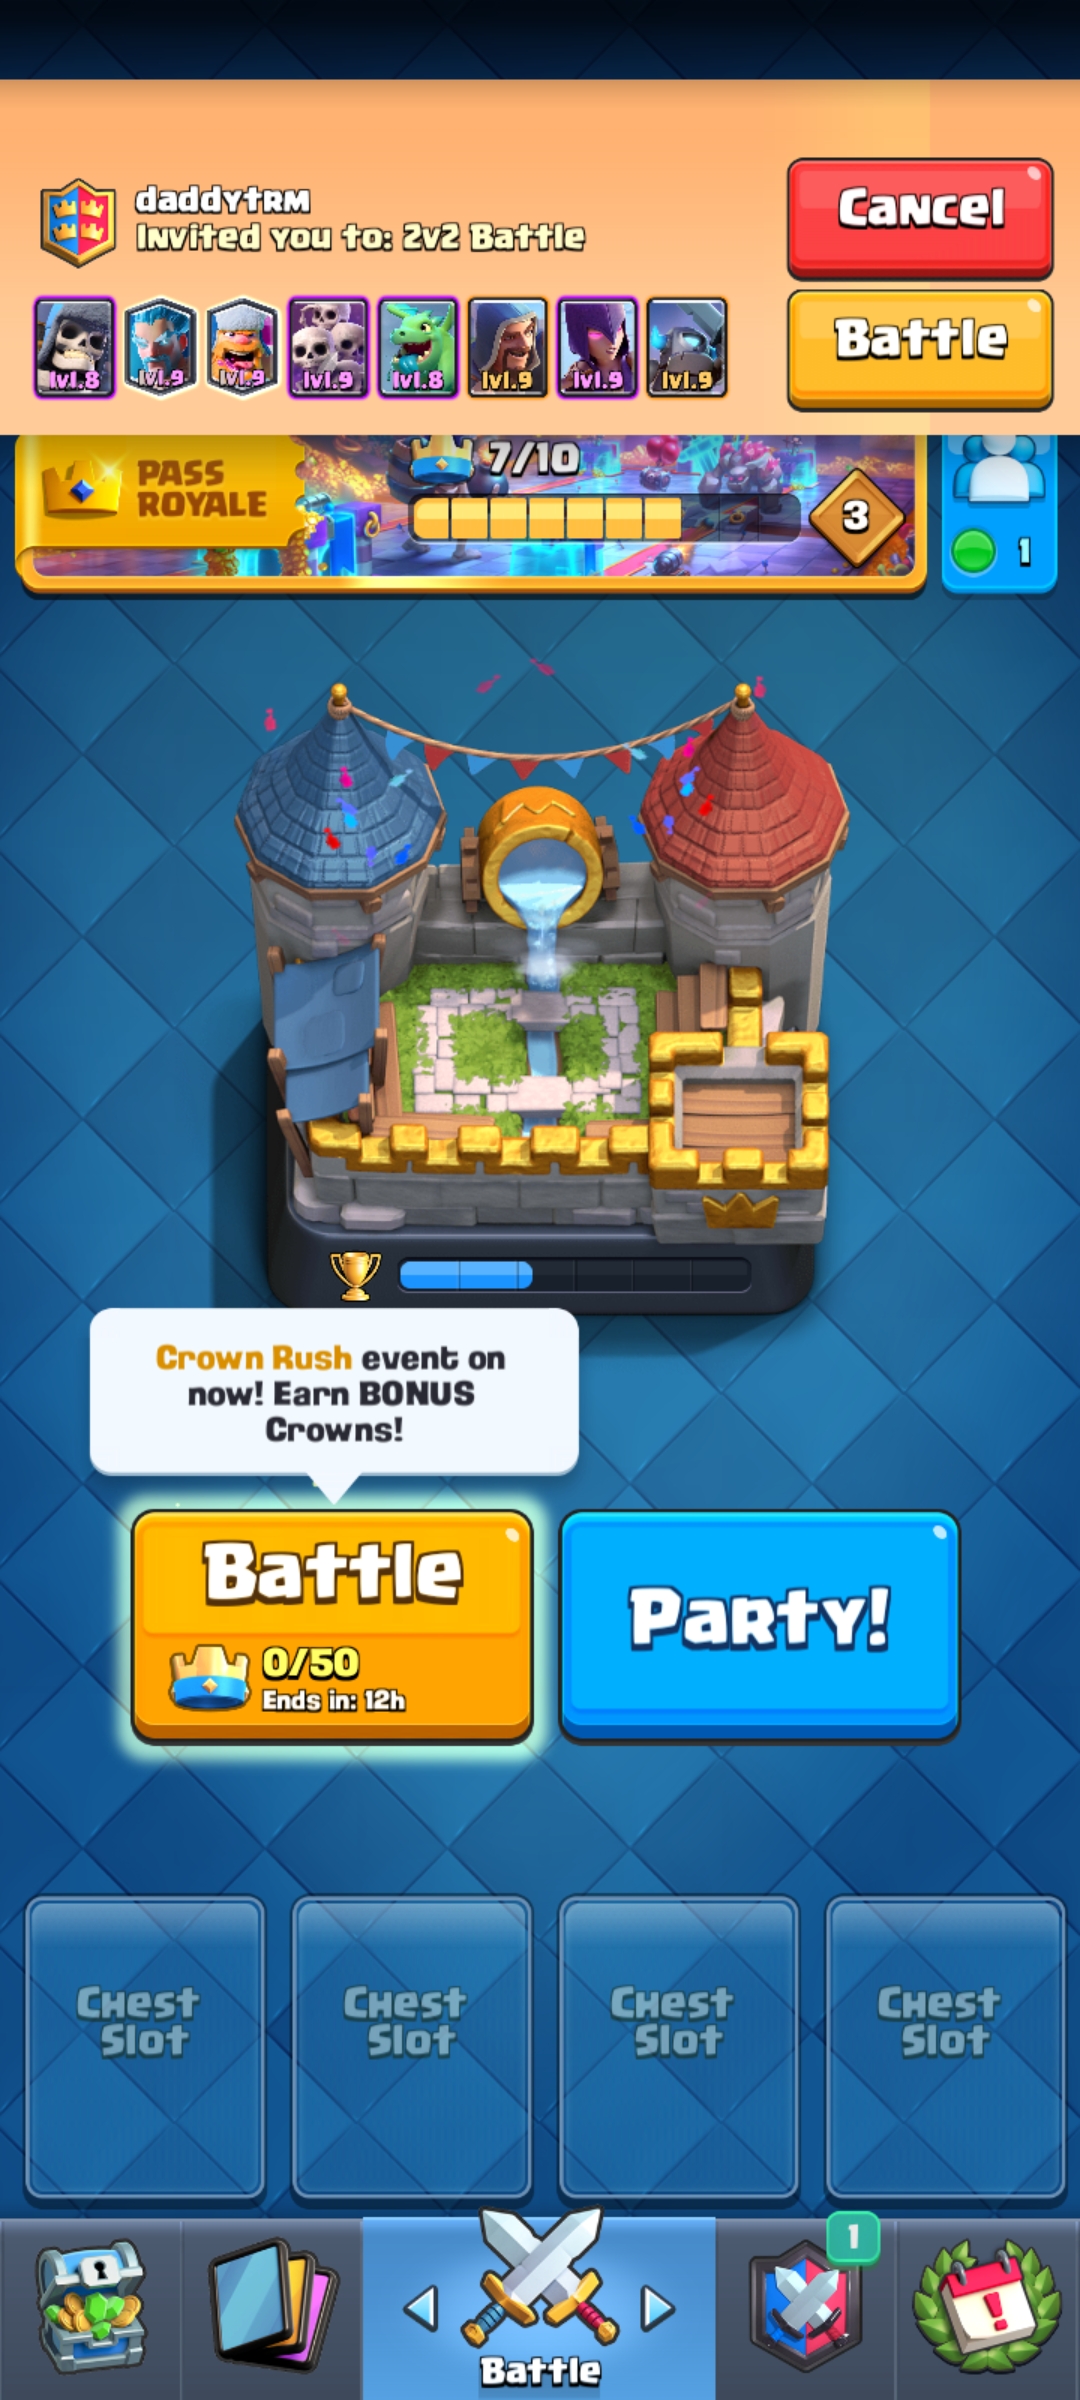 daddytRM
Invited you to: 2v2 Battle
Cancel
lvl.8
lvl.9
lvl.9
lvl.9
lvl.8
lvl.9
lvl.9
lvl.9
Battle
PASS
ROYALE
7/10
3
1
Crown Rush event on
now! Earn BONUS
Crowns!
Battle
0/50
Ends in: 12h
Party!
Chest
Slot
Chest
Slot
Chest
Slot
Chest
Slot
1
Battle